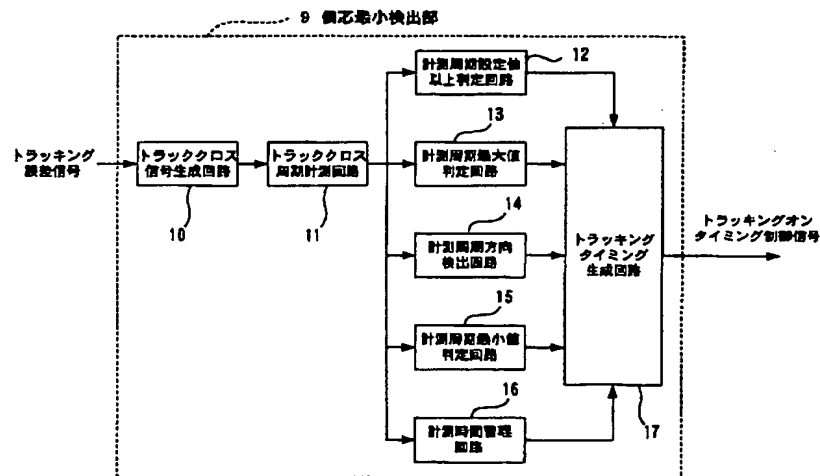 9 偏芯最小検出部
計測周期設定値
以上判定回路
12
13
トラッキング
誤差信号
トラッククロス
信号生成回路
トラッククロス
周期計測回路
計測周期最大値
判定回路
10
11
14
計測周期方向
検出回路
トラッキング
タイミング
生成回路
トラッキングオン
タイミング制御信号
15
計測周期最小値
判定回路
16
17
計測時間管理
回路